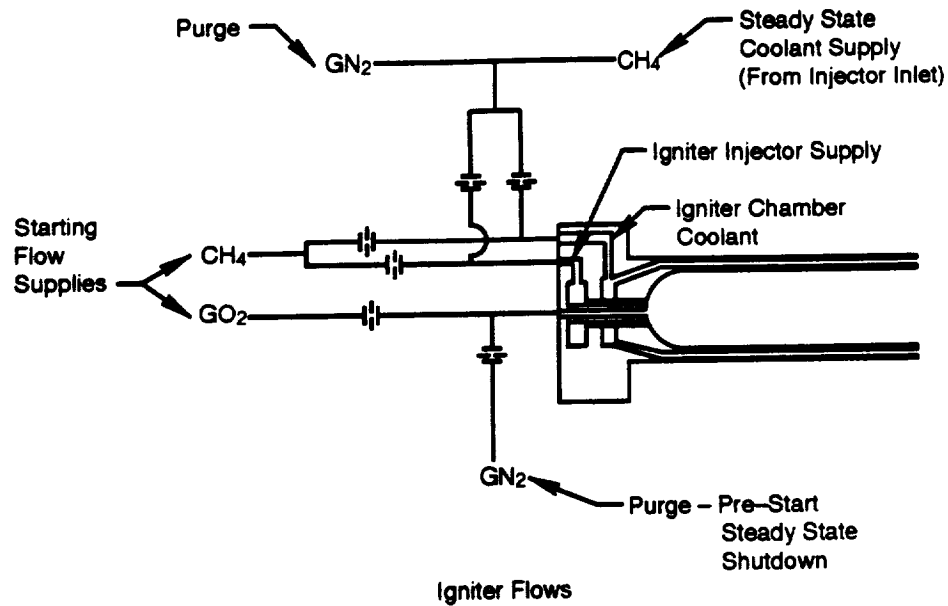 Purge
GN2
CH4
Steady State
Coolant Supply
(From Injector Inlet)
Igniter Injector Supply
Igniter Chamber
Coolant
Starting
Flow
Supplies
CH4
GO2
GN2
Purge – Pre–Start
Steady State
Shutdown
Igniter Flows